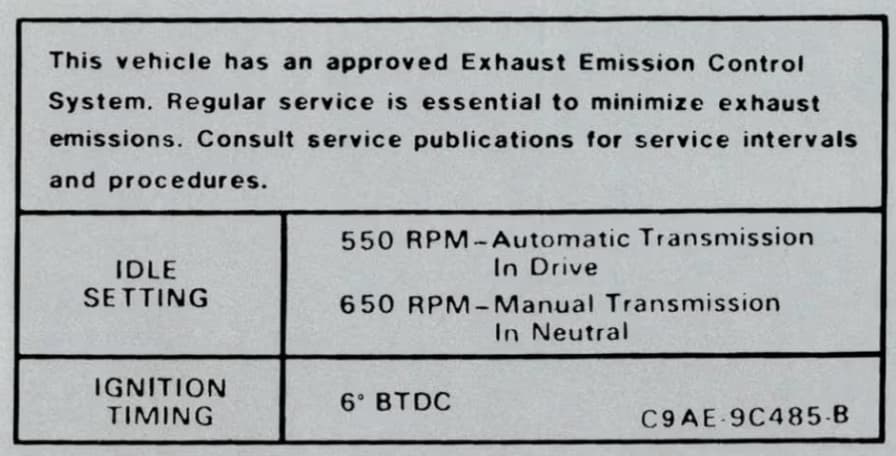 This vehicle has an approved Exhaust Emission Control
System. Regular service is essential to minimize exhaust
emissions. Consult service publications for service intervals
and procedures.
IDLE
SETTING
550 RPM–Automatic Transmission
In Drive
650 RPM–Manual Transmission
In Neutral
IGNITION
TIMING
6° BTDC
C9AE-9C485-B